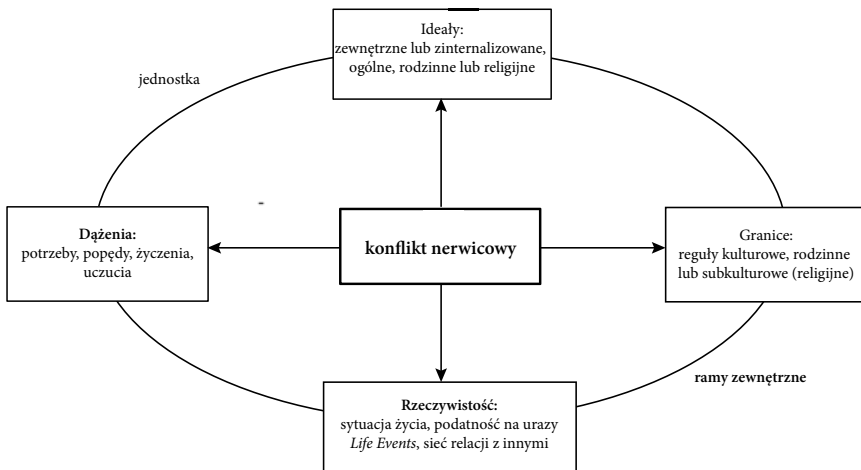 Ideały:
zewnętrzne lub zinternalizowane,
ogólne, rodzinne lub religijne
jednostka
Dążenia:
potrzeby, popędy, życzenia,
uczucia
konflikt nerwicowy
Granice:
reguły kulturowe, rodzinne
lub subkulturowe (religijne)
ramy zewnętrzne
Rzeczywistość:
sytuacja życia, podatność na urazy
Life Events, sieć relacji z innymi